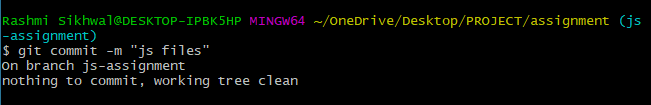 Rashmi Sikhwal@DESKTOP-IPBK5HP MINGW64 ~/OneDrive/Desktop/PROJECT/assignment (js
-assignment)
$ git commit -m "js files"
On branch js-assignment
nothing to commit, working tree clean